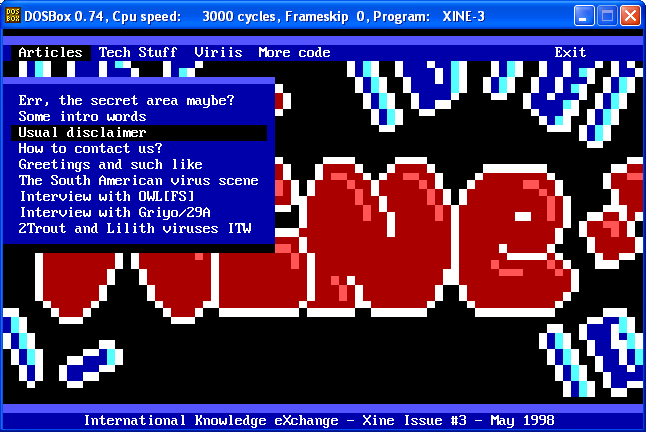 DOSBox 0.74, Cpu speed: 3000 cycles, Frameskip 0, Program: XINE-3
Articles Tech Stuff Viriis More code Exit
Err, the secret area maybe?
Some intro words
Usual disclaimer
How to contact us?
Greetings and such like
The South American virus scene
Interview with OWL[FS]
Interview with Griyo/29A
2Trout and Lilith viruses ITW
International Knowledge eXchange - Xine Issue #3 - May 1998